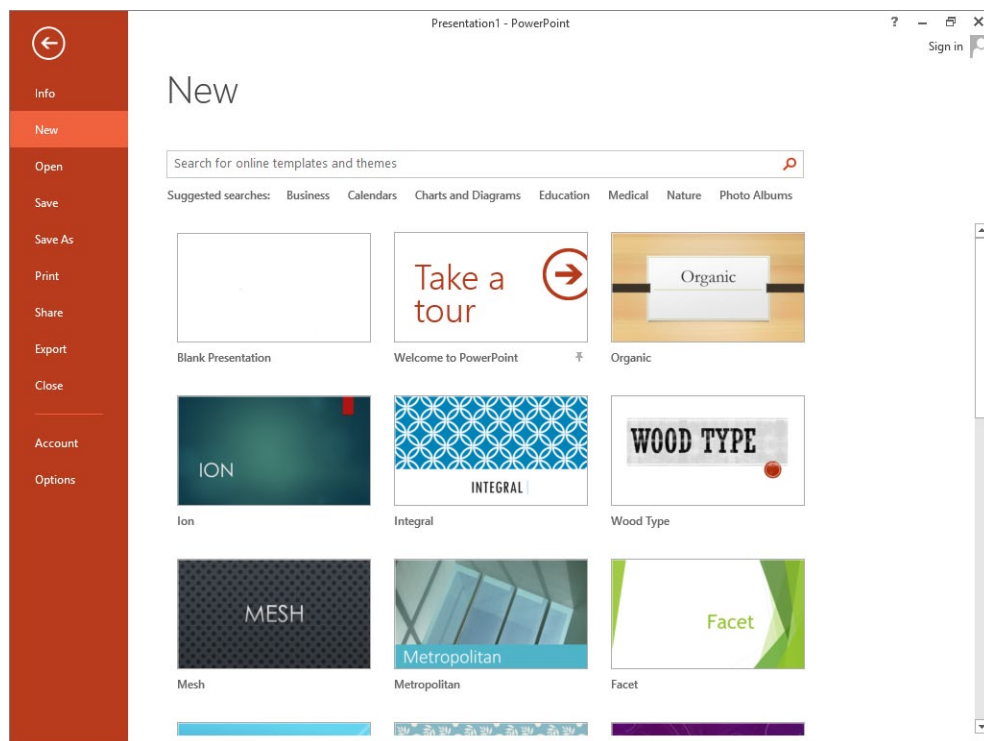 Presentation1 - PowerPoint
?
Sign in
Info
New
Open
Save
Save As
Print
Share
Export
Close
Account
Options
New
Search for online templates and themes
Suggested searches: Business Calendars Charts and Diagrams Education Medical Nature Photo Albums
Take a
tour
Organic
Blank Presentation Welcome to PowerPoint Organic
ION
INTEGRAL
WOOD TYPE
Ion Integral Wood Type
MESH
Metropolitan
Facet
Mesh Metropolitan Facet